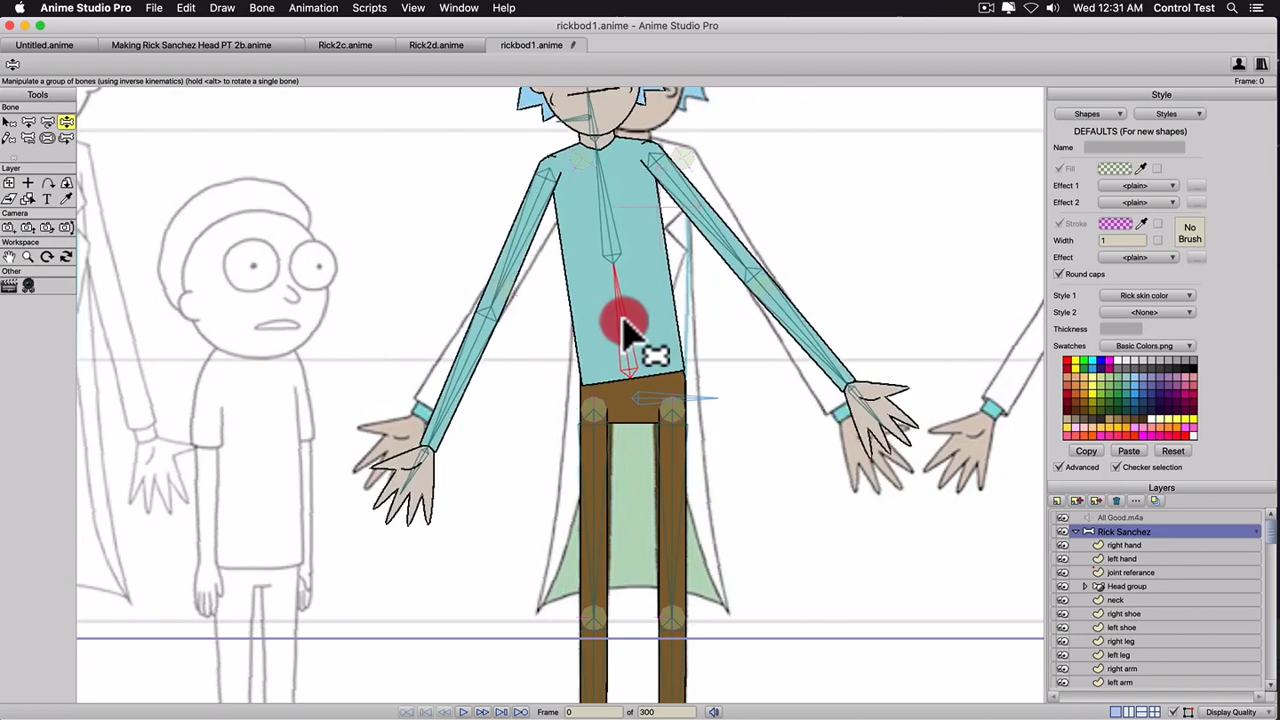 Anime Studio Pro File Edit Draw Bone Animation Scripts View Window Help Wed 12:31 AM Control Test
rickbod1.anime - Anime Studio Pro
Untitled.anime Making Rick Sanchez Head PT 2b.anime Rick2c.anime Rick2d.anime rickbod1.anime
Manipulate a group of bones (using inverse kinematics) (hold <alt> to rotate a single bone) Frame: 0
Tools
Bone
Layer
Camera
Workspace
Other
Style
Shapes Styles
DEFAULTS (For new shapes)
Name
Fill
Effect 1 <plain> ...
Effect 2 <plain> ...
Stroke
Width 1
No
Brush
Effect <plain> ...
Round caps
Style 1 Rick skin color
Style 2 <None>
Thickness
Swatches Basic Colors.png
Copy Paste Reset
Advanced Checker selection
Layers
All Good.m4a
Rick Sanchez
right hand
left hand
joint referance
Head group
neck
right shoe
left shoe
right leg
left leg
right arm
left arm
Frame 0 of 300 Display Quality